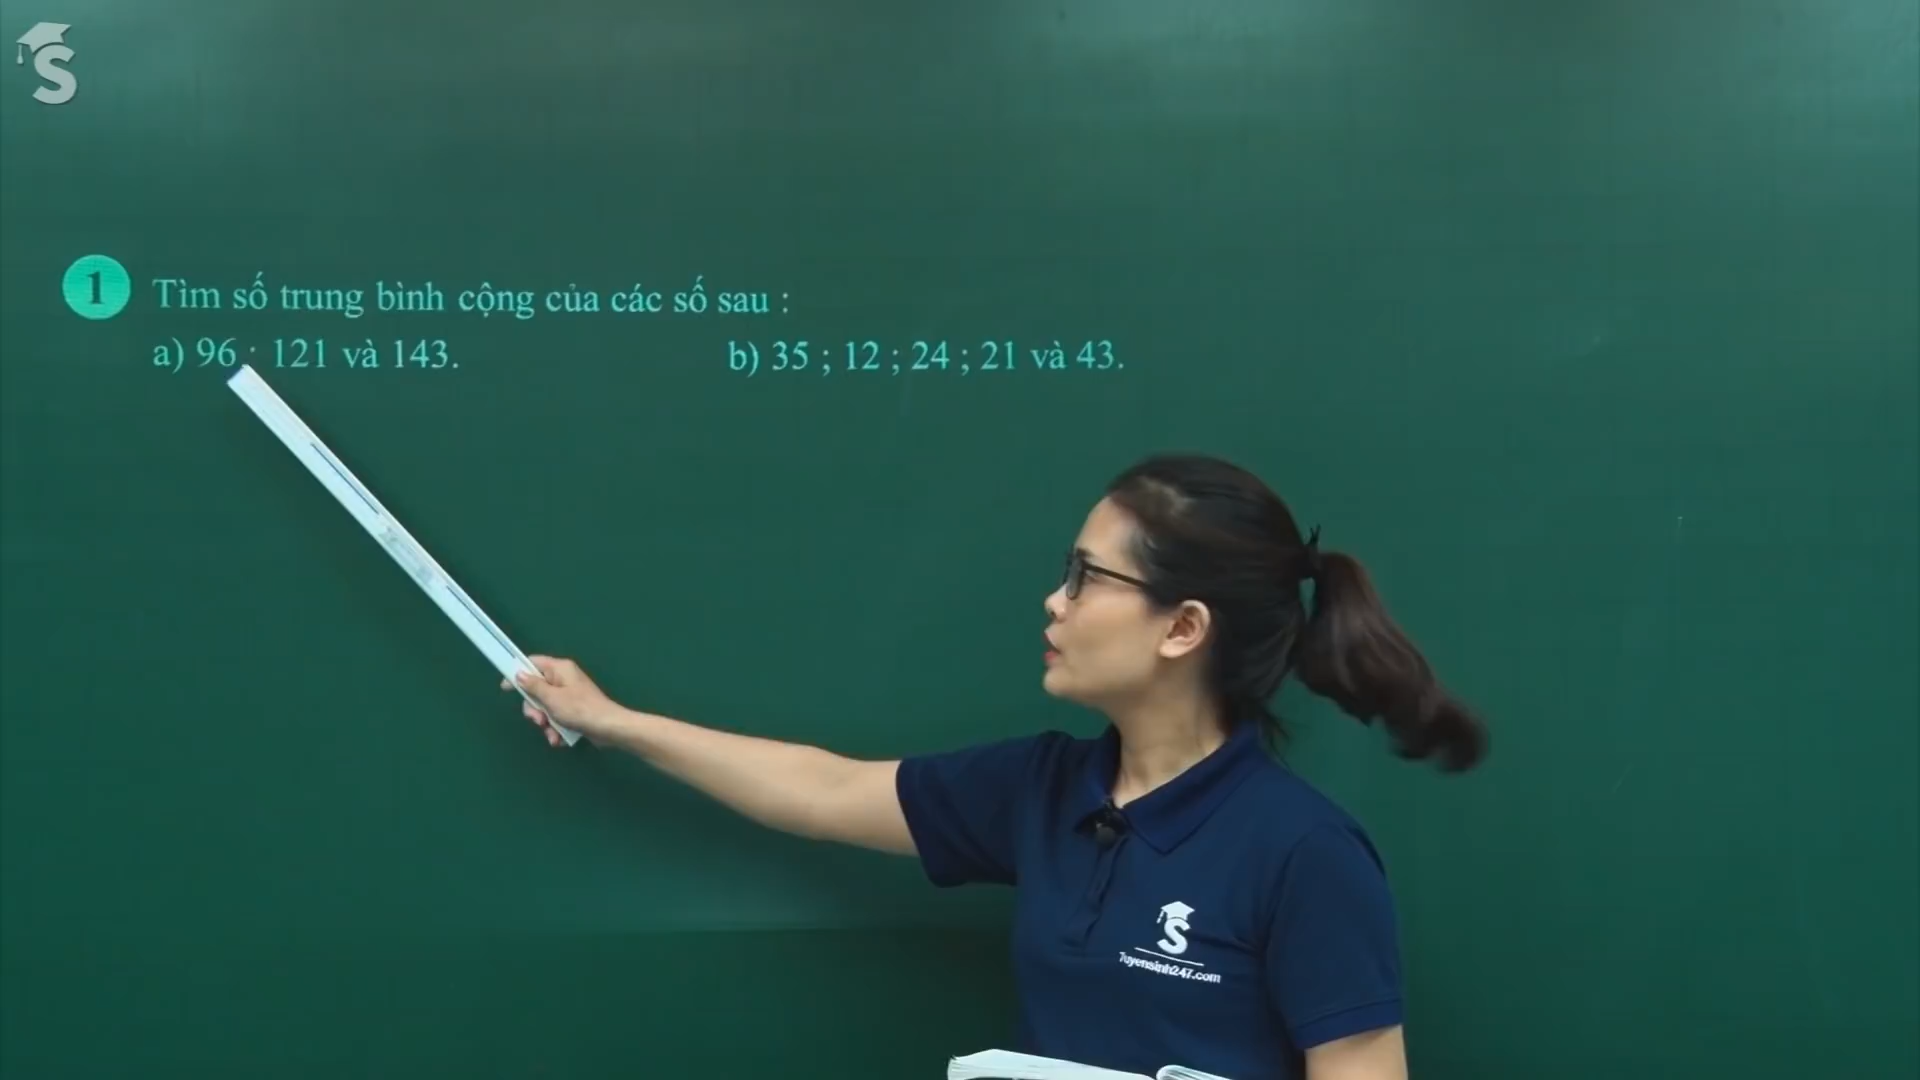 S
1 Tìm số trung bình cộng của các số sau :
a) 96 ; 121 và 143. b) 35 ; 12 ; 24 ; 21 và 43.
S
Tuyensinh247.com